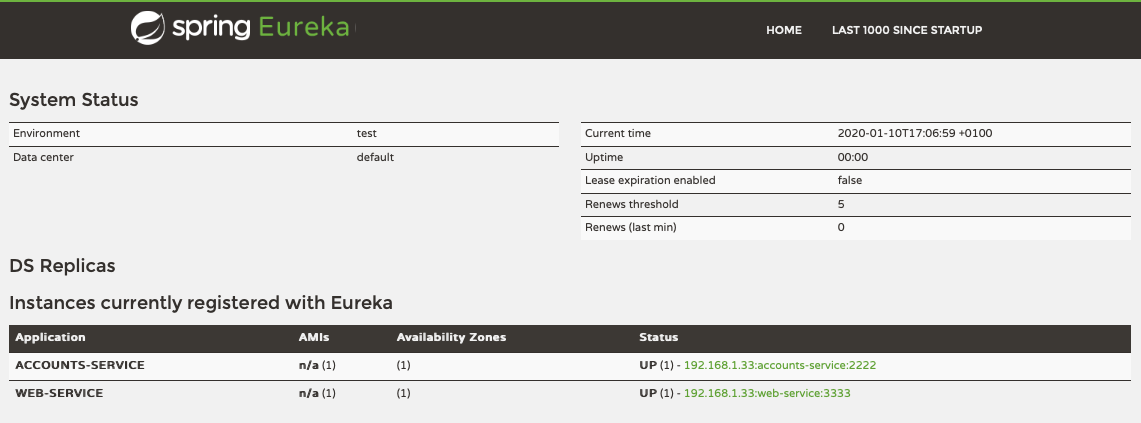 spring Eureka
HOME LAST 1000 SINCE STARTUP
System Status
Environment test
Data center default
Current time 2020-01-10T17:06:59 +0100
Uptime 00:00
Lease expiration enabled false
Renews threshold 5
Renews (last min) 0
DS Replicas
Instances currently registered with Eureka
Application AMIs Availability Zones Status
ACCOUNTS-SERVICE n/a (1) (1) UP (1) - 192.168.1.33:accounts-service:2222
WEB-SERVICE n/a (1) (1) UP (1) - 192.168.1.33:web-service:3333